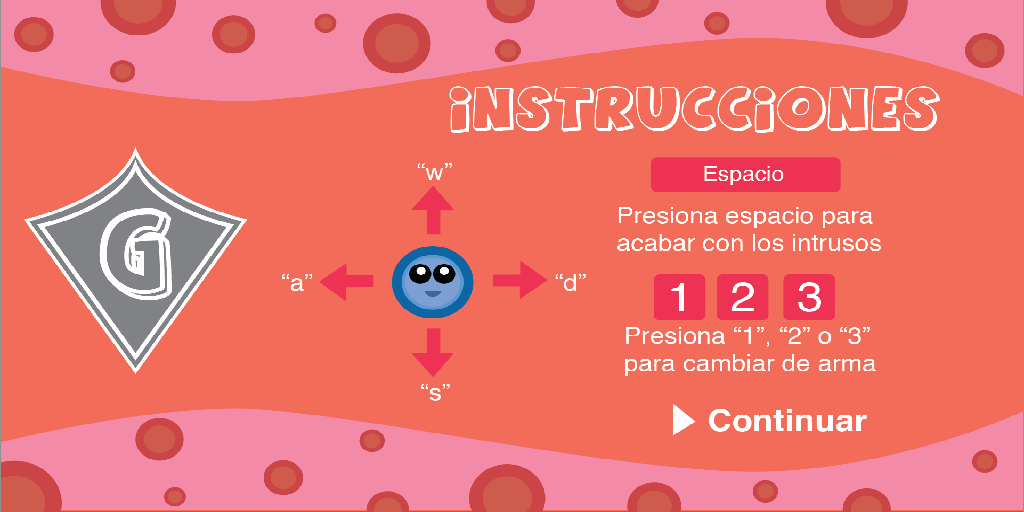 INSTRUCCIONES
G
“w”
“a”
“d”
“s”
Espacio
Presiona espacio para
acabar con los intrusos
1 2 3
Presiona “1”, “2” o “3”
para cambiar de arma
Continuar